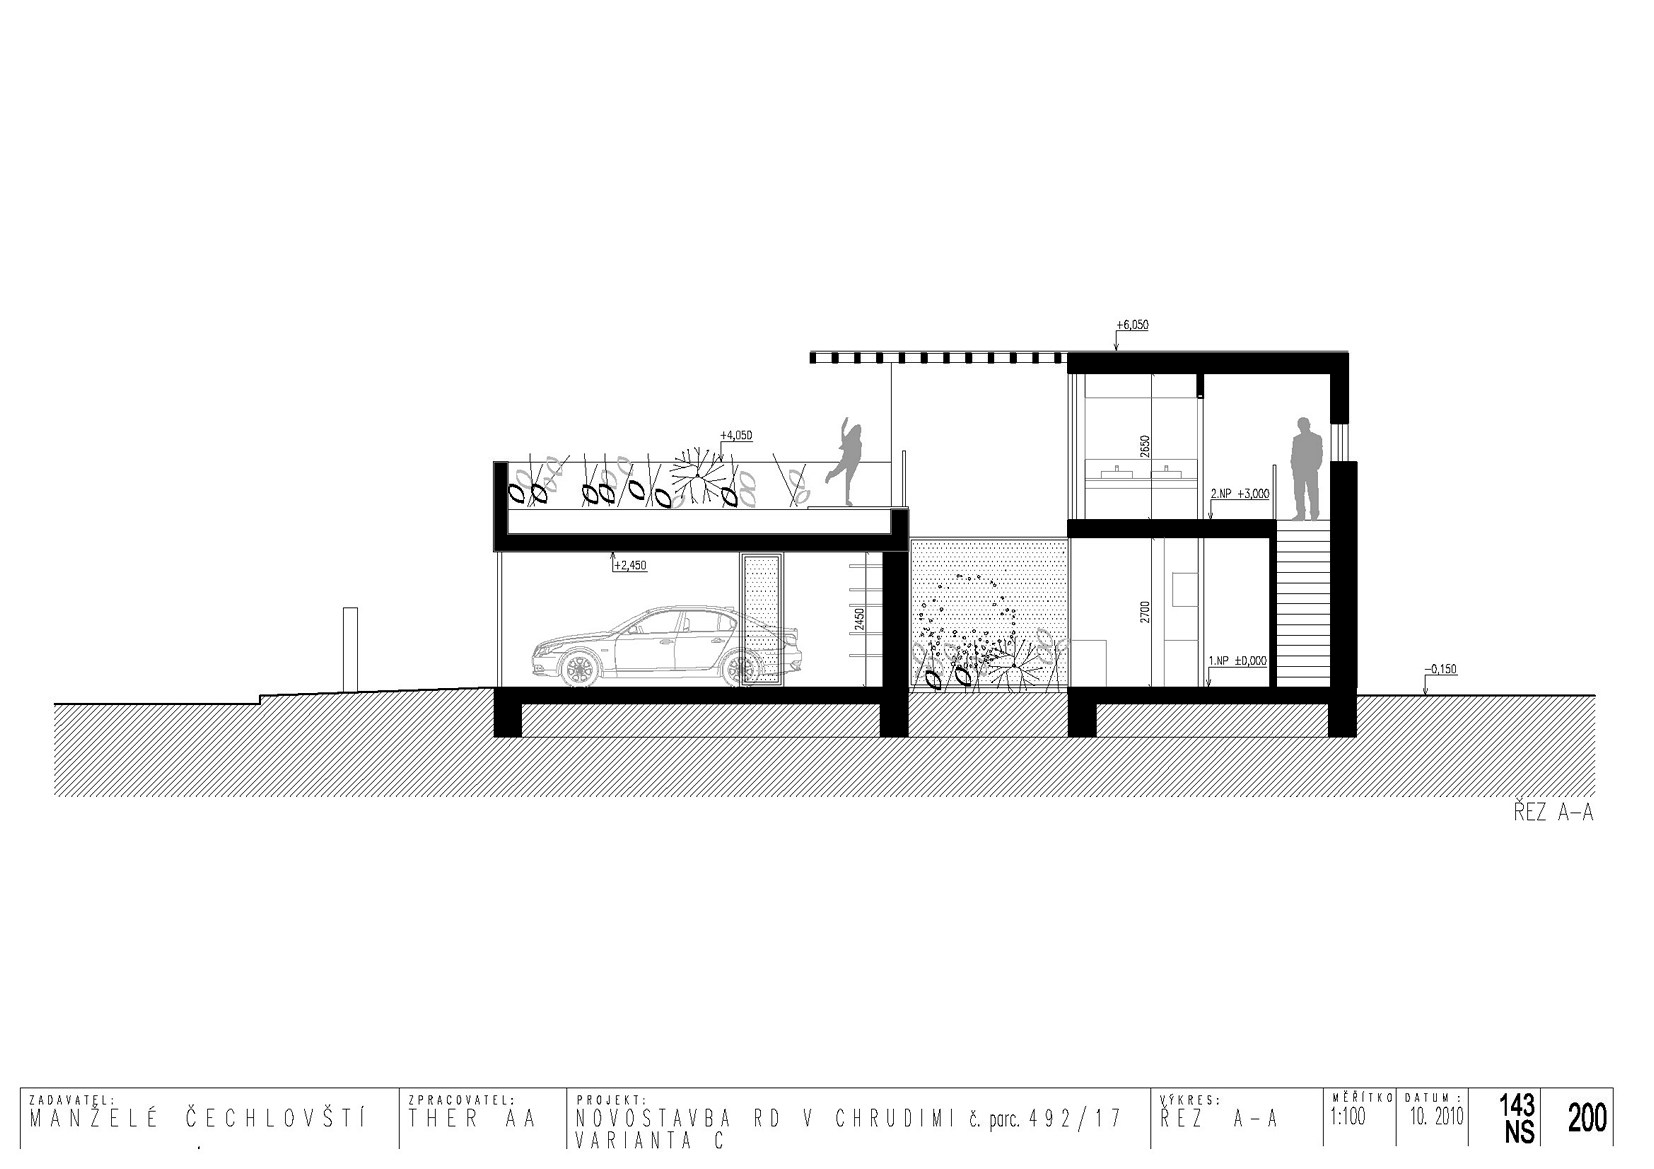 +6,050
+4,050
2650
2.NP +3,000
+2,450
2450
2700
1.NP ±0,000
-0,150
ŘEZ A-A
ZADAVATEL:
MANŽELÉ ČECHLOVŠTÍ
ZPRACOVATEL:
THER AA
PROJEKT:
NOVOSTAVBA RD V CHRUDIMI č. parc. 492/17
VARIANTA C
VÝKRES:
ŘEZ A-A
MĚŘÍTKO
1:100
DATUM :
10. 2010
143
NS
200